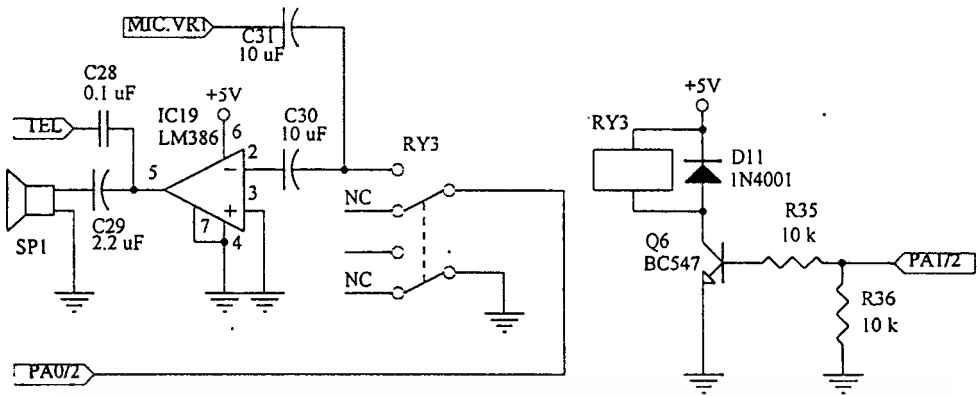 MIC.VR1
C31
10 uF
C28
0.1 uF
+5V
IC19
LM386
C30
10 uF
TEL
6
2
5
3
7
4
RY3
NC
NC
SP1
C29
2.2 uF
PA0/2
+5V
RY3
D11
1N4001
R35
10 k
Q6
BC547
PA1/2
R36
10 k